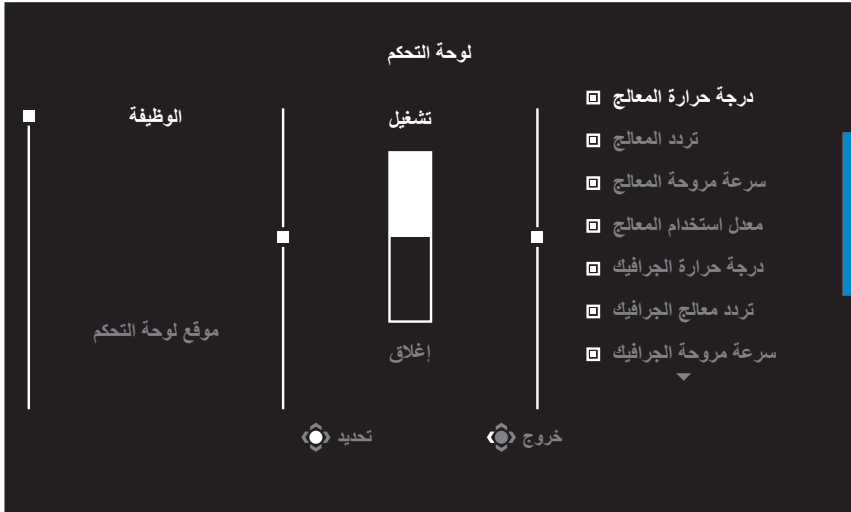 لوحة التحكم
درجة حرارة المعالج
تردد المعالج
سرعة مروحة المعالج
معدل استخدام المعالج
درجة حرارة الجرافيك
تردد معالج الجرافيك
سرعة مروحة الجرافيك
تشغيل
إغلاق
الوظيفة
موقع لوحة التحكم
خروج
تحديد